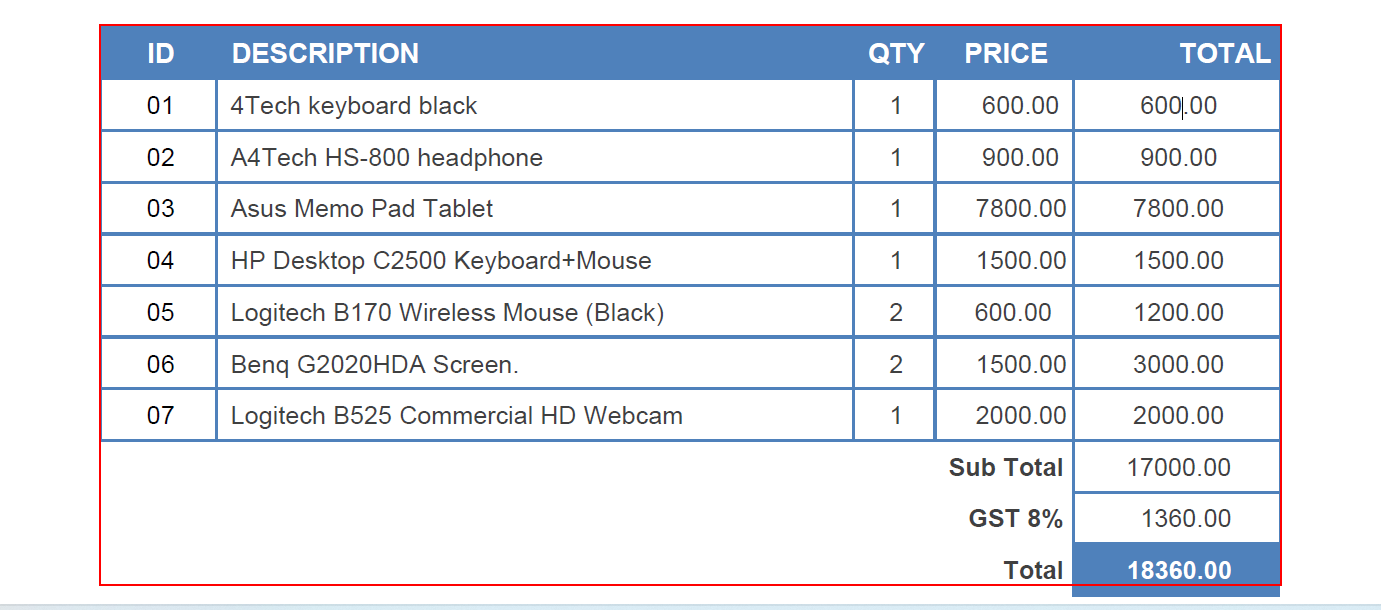 ID DESCRIPTION QTY PRICE TOTAL
01 4Tech keyboard black 1 600.00 600.00
02 A4Tech HS-800 headphone 1 900.00 900.00
03 Asus Memo Pad Tablet 1 7800.00 7800.00
04 HP Desktop C2500 Keyboard+Mouse 1 1500.00 1500.00
05 Logitech B170 Wireless Mouse (Black) 2 600.00 1200.00
06 Benq G2020HDA Screen. 2 1500.00 3000.00
07 Logitech B525 Commercial HD Webcam 1 2000.00 2000.00
Sub Total 17000.00
GST 8% 1360.00
Total 18360.00